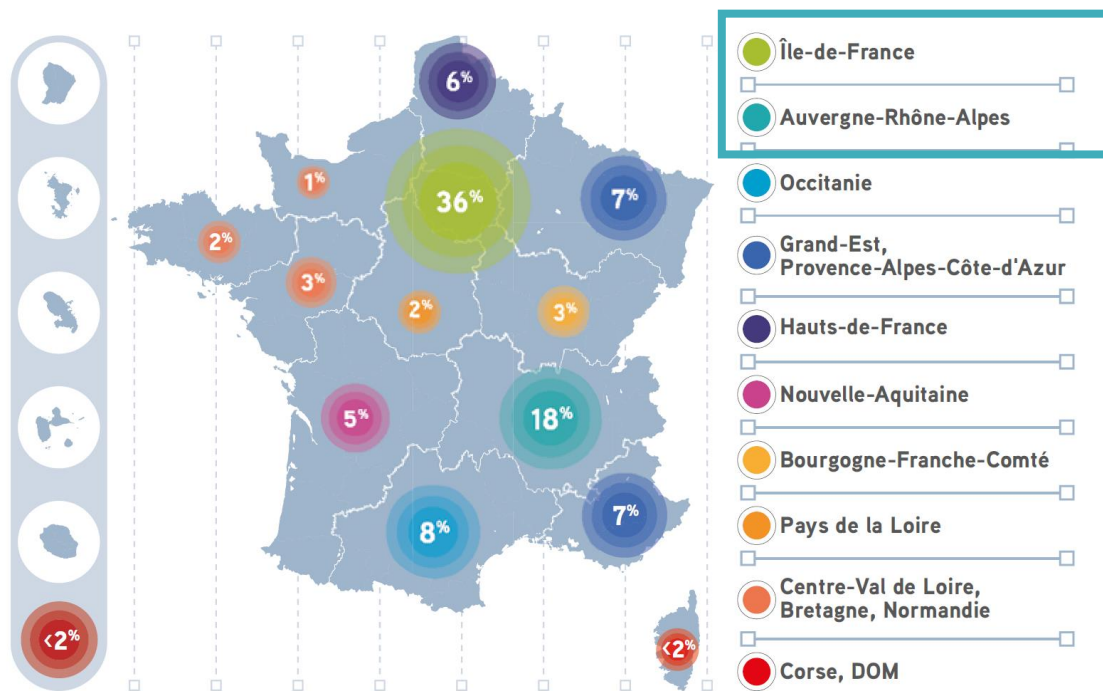 6%
36%
7%
1%
2%
3%
2%
3%
5%
18%
8%
7%
<2%
<2%
Île-de-France
Auvergne-Rhône-Alpes
Occitanie
Grand-Est,
Provence-Alpes-Côte-d'Azur
Hauts-de-France
Nouvelle-Aquitaine
Bourgogne-Franche-Comté
Pays de la Loire
Centre-Val de Loire,
Bretagne, Normandie
Corse, DOM